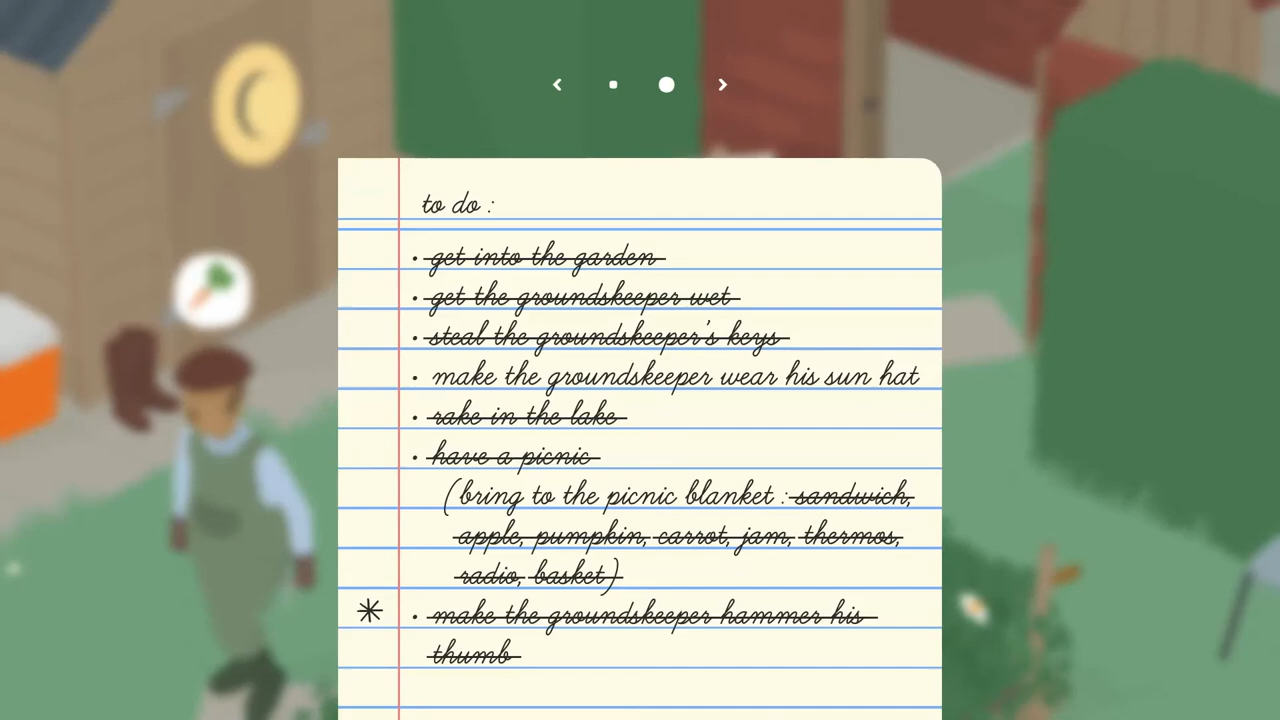 to do :
• get into the garden
• get the groundskeeper wet
• steal the groundskeeper's keys
• make the groundskeeper wear his sun hat
• rake in the lake
• have a picnic
(bring to the picnic blanket : sandwich,
apple, pumpkin, carrot, jam, thermos,
radio, basket)
* • make the groundskeeper hammer his
thumb